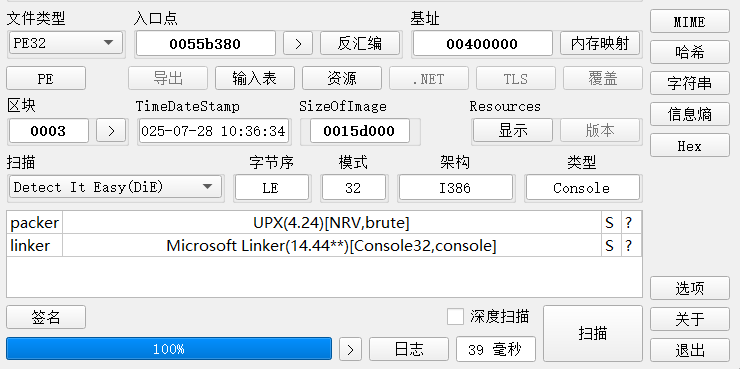 文件类型 入口点 基址 MIME
PE32 0055b380 > 反汇编 00400000 内存映射 哈希
PE 导出 输入表 资源 .NET TLS 覆盖 字符串
区块 TimeDateStamp SizeOfImage Resources 信息熵
0003 > 025-07-28 10:36:34 0015d000 显示 版本 Hex
扫描 字节序 模式 架构 类型
Detect It Easy(DiE) LE 32 I386 Console
packer UPX(4.24)[NRV,brute] S ?
linker Microsoft Linker(14.44**)[Console32,console] S ?
选项
签名 深度扫描 扫描 关于
100% > 日志 39 毫秒 退出